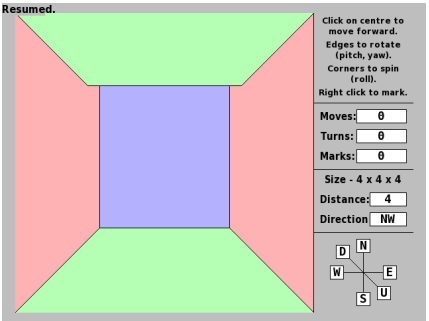 Resumed.
Click on centre to
move forward.
Edges to rotate
(pitch, yaw).
Corners to spin
(roll).
Right click to mark.
Moves: 0
Turns: 0
Marks: 0
Size - 4 x 4 x 4
Distance: 4
Direction NW
N
D
W E
U
S